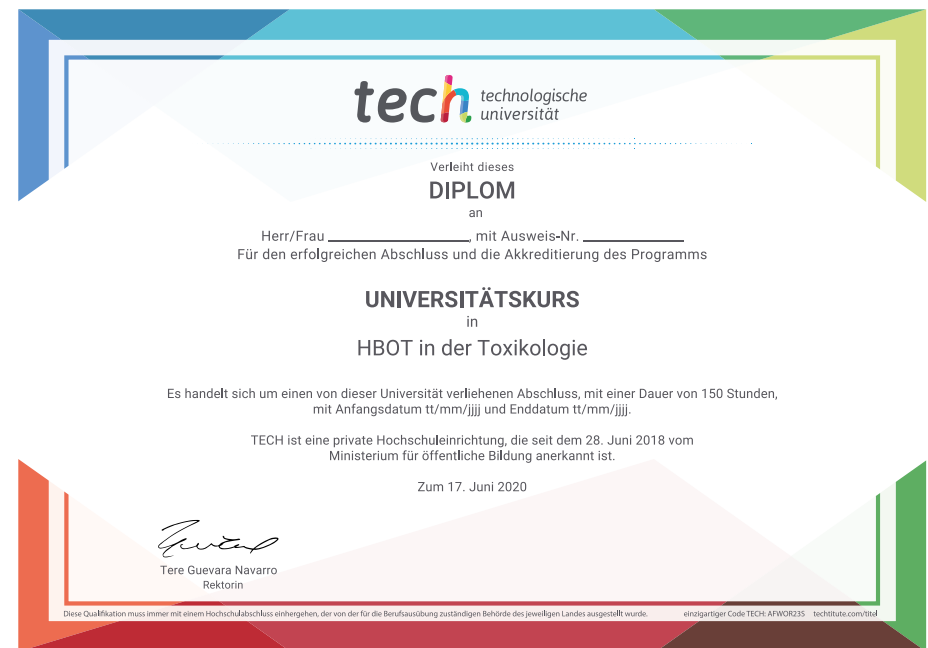 tech technologische
universität
Verleiht dieses
DIPLOM
an
Herr/Frau ____________________, mit Ausweis-Nr. ______________
Für den erfolgreichen Abschluss und die Akkreditierung des Programms
UNIVERSITÄTSKURS
in
HBOT in der Toxikologie
Es handelt sich um einen von dieser Universität verliehenen Abschluss, mit einer Dauer von 150 Stunden,
mit Anfangsdatum tt/mm/jjjj und Enddatum tt/mm/jjjj.
TECH ist eine private Hochschuleinrichtung, die seit dem 28. Juni 2018 vom
Ministerium für öffentliche Bildung anerkannt ist.
Zum 17. Juni 2020
Tere Guevara Navarro
Rektorin
Diese Qualifikation muss immer mit einem Hochschulabschluss einhergehen, der von der für die Berufsausübung zuständigen Behörde des jeweiligen Landes ausgestellt wurde. einzigartiger Code TECH: AFWOR23S techtitute.com/titel